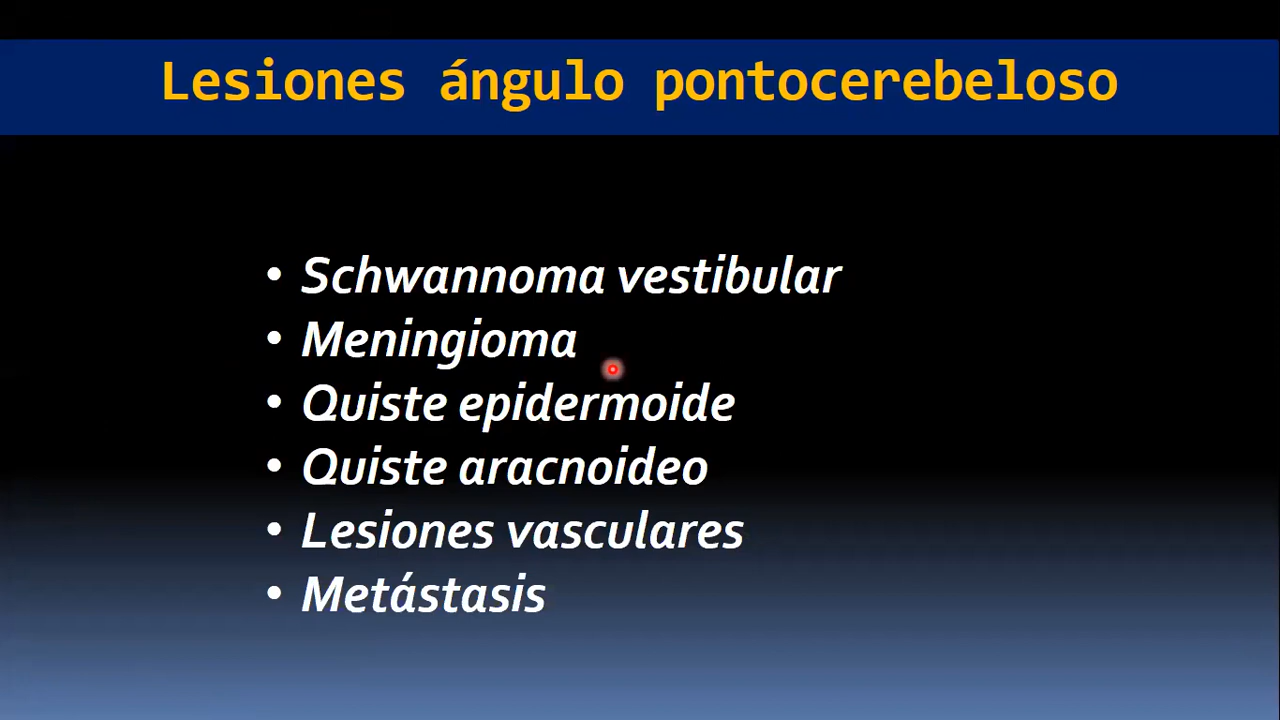 Lesiones ángulo pontocerebeloso
• Schwannoma vestibular
• Meningioma
• Quiste epidermoide
• Quiste aracnoideo
• Lesiones vasculares
• Metástasis